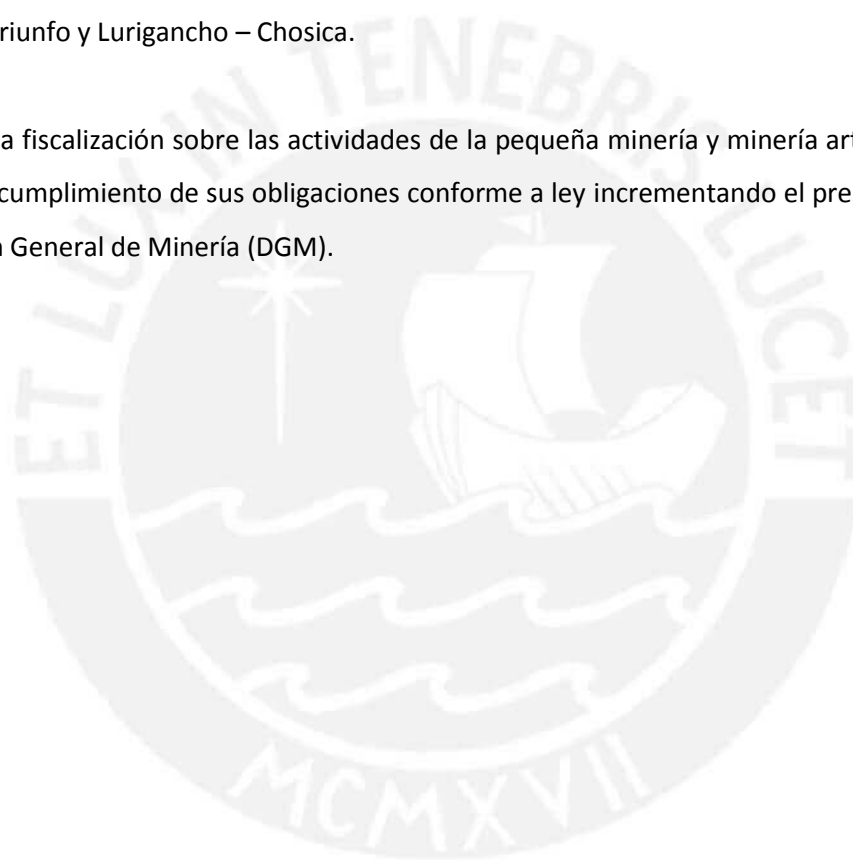 riunfo y Lurigancho – Chosica.
a fiscalización sobre las actividades de la pequeña minería y minería art
cumplimiento de sus obligaciones conforme a ley incrementando el pre
n General de Minería (DGM).
ET LUX IN TENEBRIS LUCET
MCMXVII